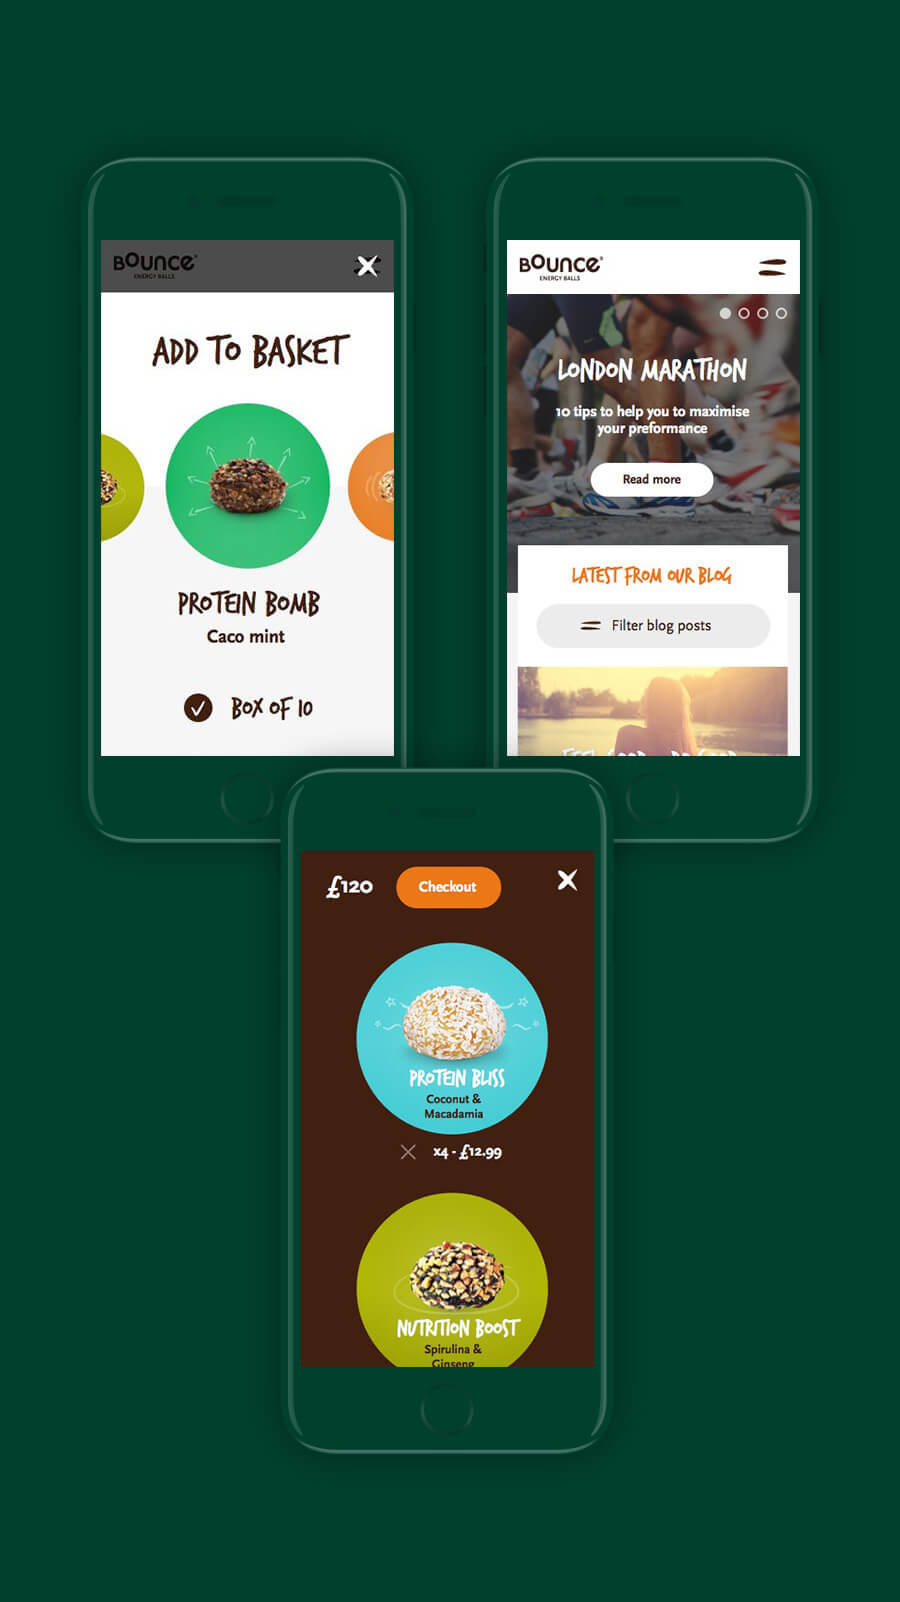 BOUNCE®
ENERGY BALLS
ADD TO BASKET
PROTEIN BOMB
Caco mint
BOX OF 10
BOUNCE®
ENERGY BALLS
LONDON MARATHON
10 tips to help you to maximise
your preformance
Read more
LATEST FROM OUR BLOG
Filter blog posts
£120
Checkout
PROTEIN BLISS
Coconut &
Macadamia
x4 - £12.99
NUTRITION BOOST
Spirulina &
Ginseng